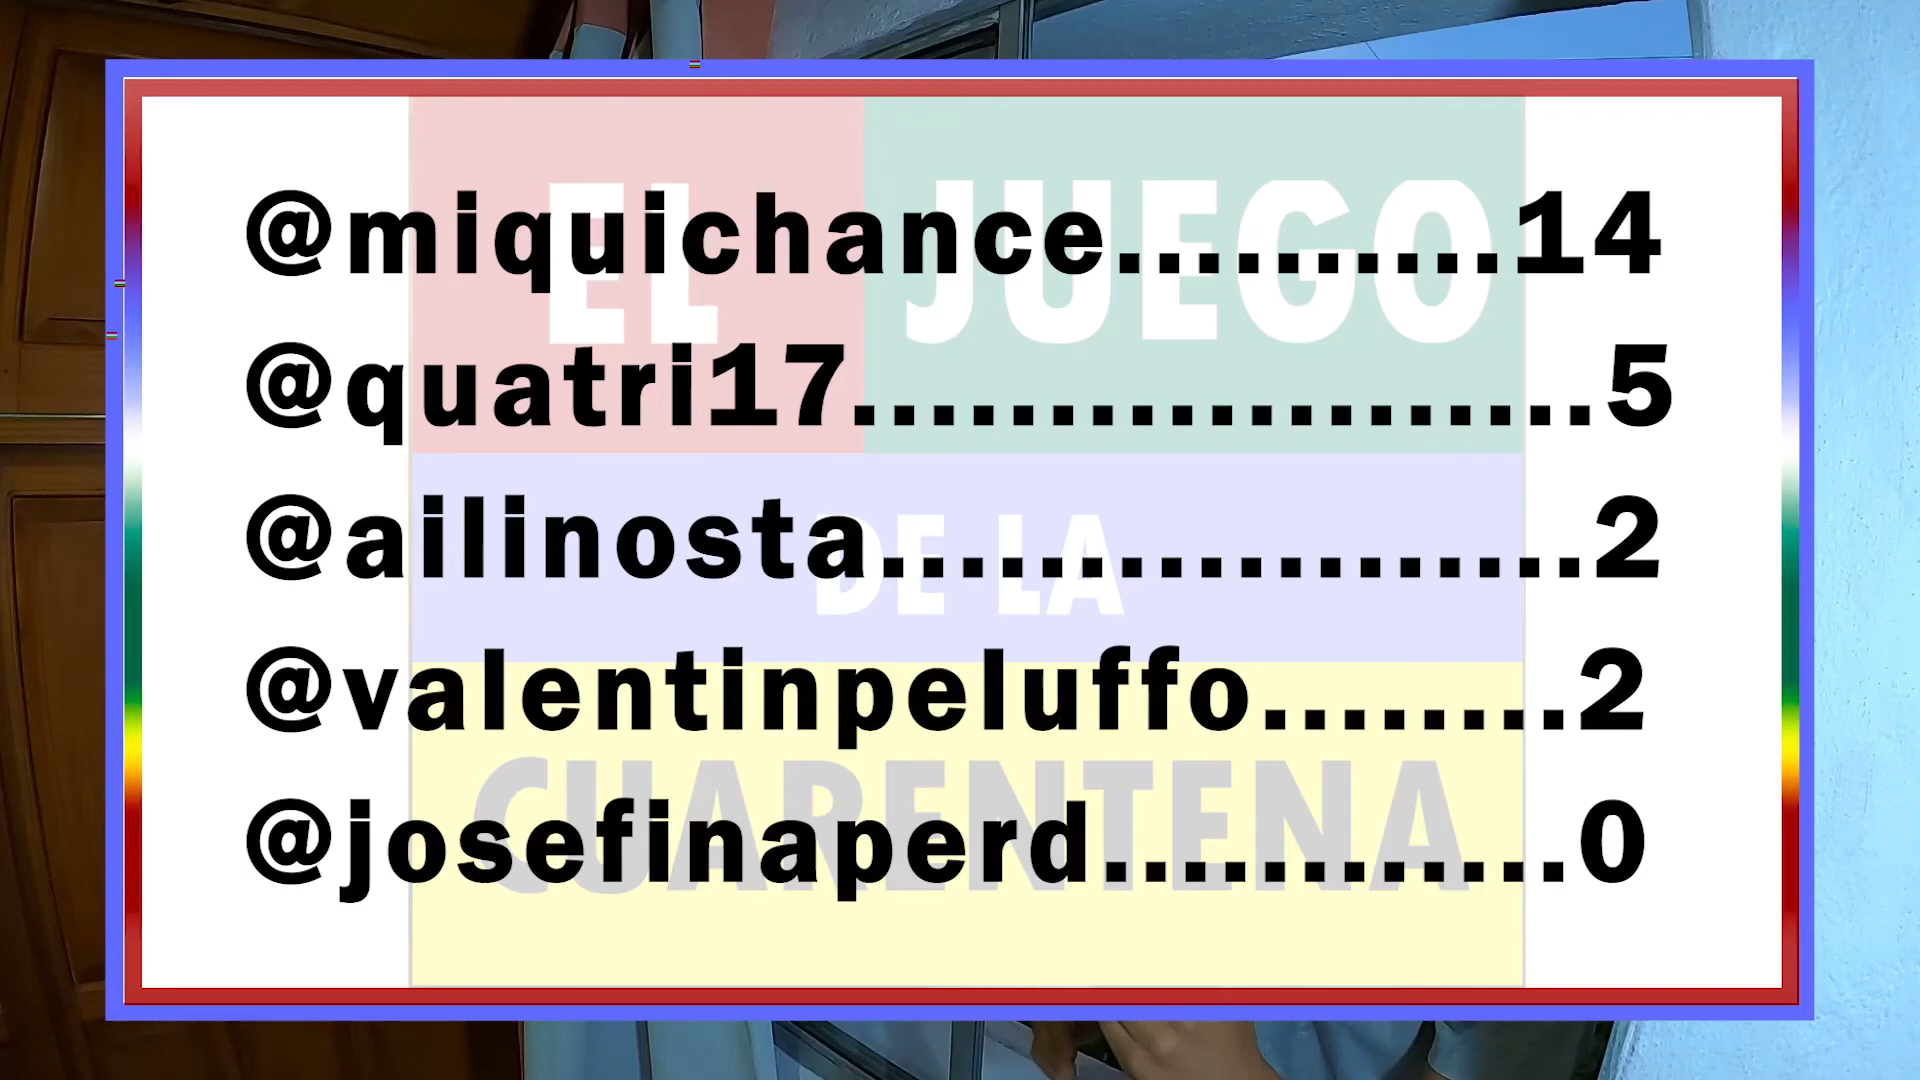 @miquichance..........14
@quatri17...................5
@ailinosta..................2
@valentinpeluffo........2
@josefinaperd............0
EL JUEGO
DE LA
CUARENTENA